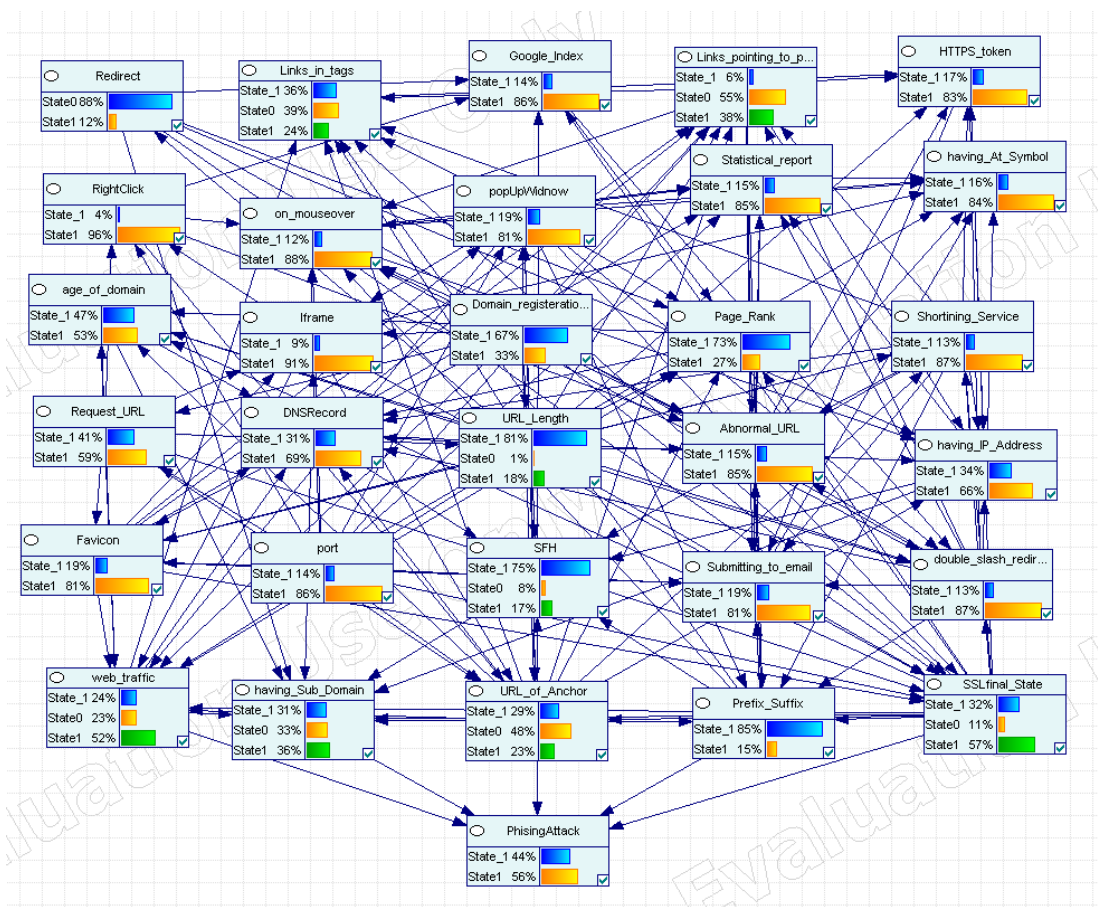 Redirect
State0 88%
State1 12%
Links_in_tags
State_1 36%
State0 39%
State1 24%
Google_Index
State_1 14%
State1 86%
Links_pointing_to_p...
State_1 6%
State0 55%
State1 38%
HTTPS_token
State_1 17%
State1 83%
RightClick
State_1 4%
State1 96%
on_mouseover
State_1 12%
State1 88%
popUpWidnow
State_1 19%
State1 81%
Statistical_report
State_1 15%
State1 85%
having_At_Symbol
State_1 16%
State1 84%
age_of_domain
State_1 47%
State1 53%
Iframe
State_1 9%
State1 91%
Domain_registeratio...
State_1 67%
State1 33%
Page_Rank
State_1 73%
State1 27%
Shortining_Service
State_1 13%
State1 87%
Request_URL
State_1 41%
State1 59%
DNSRecord
State_1 31%
State1 69%
URL_Length
State_1 81%
State0 1%
State1 18%
Abnormal_URL
State_1 15%
State1 85%
having_IP_Address
State_1 34%
State1 66%
Favicon
State_1 19%
State1 81%
port
State_1 14%
State1 86%
SFH
State_1 75%
State0 8%
State1 17%
Submitting_to_email
State_1 19%
State1 81%
double_slash_redir...
State_1 13%
State1 87%
web_traffic
State_1 24%
State0 23%
State1 52%
having_Sub_Domain
State_1 31%
State0 33%
State1 36%
URL_of_Anchor
State_1 29%
State0 48%
State1 23%
Prefix_Suffix
State_1 85%
State1 15%
SSLfinal_State
State_1 32%
State0 11%
State1 57%
PhisingAttack
State_1 44%
State1 56%